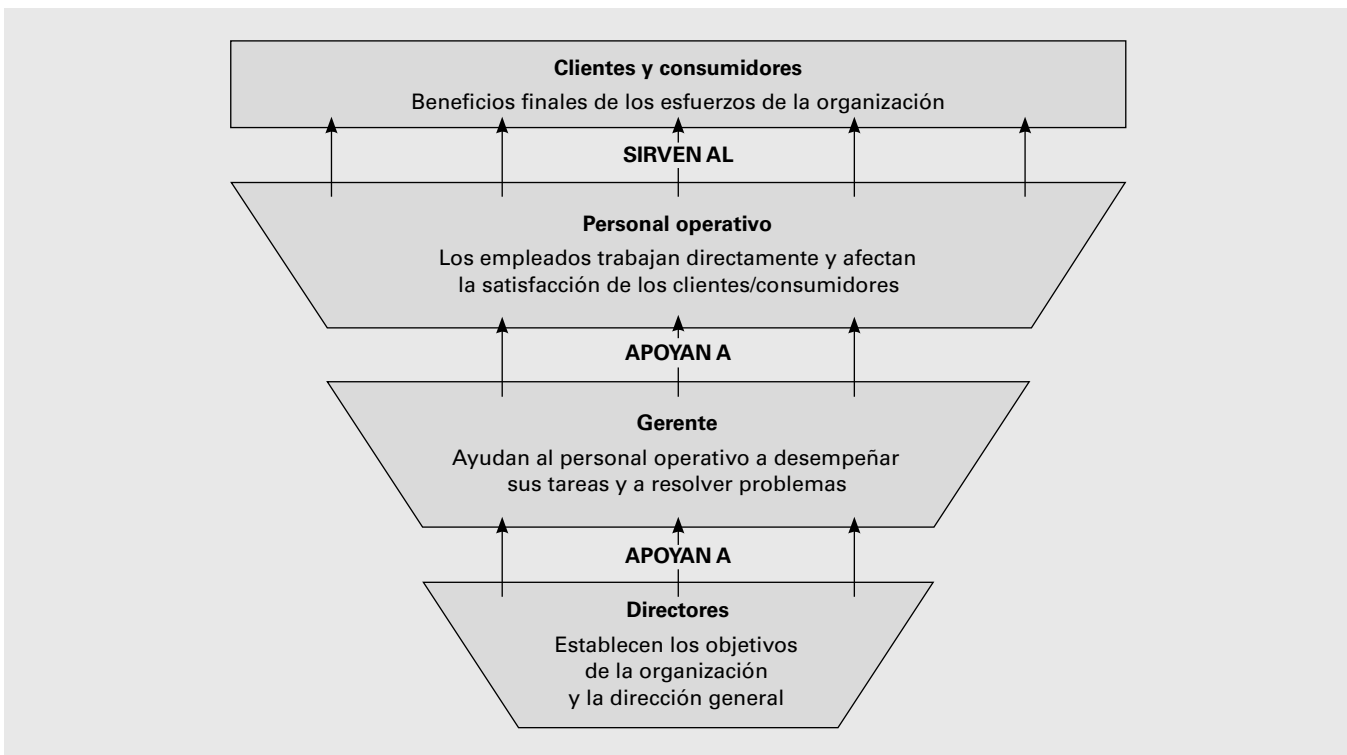 Clientes y consumidores
Beneficios finales de los esfuerzos de la organización
SIRVEN AL
Personal operativo
Los empleados trabajan directamente y afectan
la satisfacción de los clientes/consumidores
APOYAN A
Gerente
Ayudan al personal operativo a desempeñar
sus tareas y a resolver problemas
APOYAN A
Directores
Establecen los objetivos
de la organización
y la dirección general